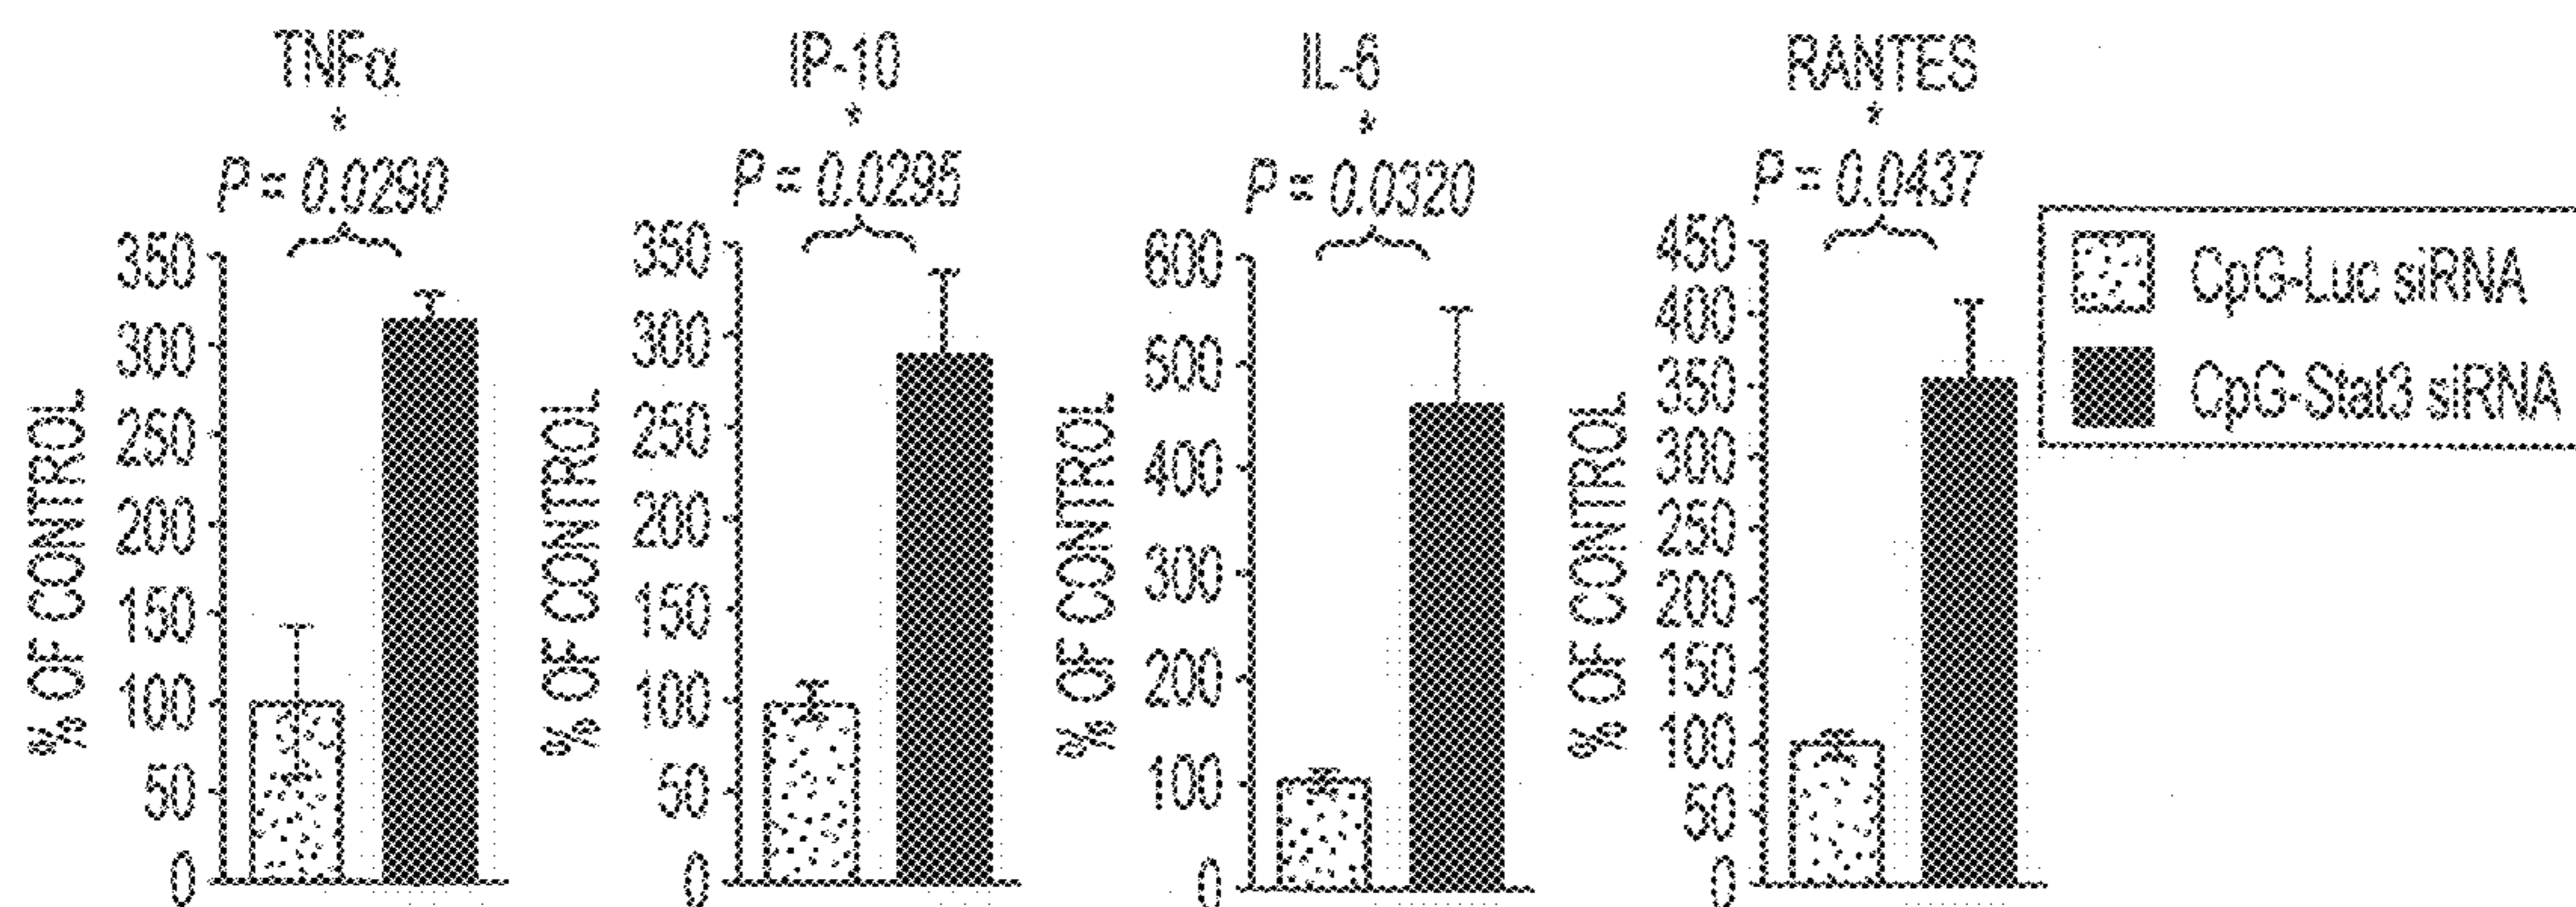 TNFα
*
P = 0.0290
% OF CONTROL
350
300
250
200
150
100
50
0
IP-10
*
P = 0.0295
% OF CONTROL
350
300
250
200
150
100
50
0
IL-6
*
P = 0.0320
% OF CONTROL
600
500
400
300
200
100
0
RANTES
*
P = 0.0437
% OF CONTROL
450
400
350
300
250
200
150
100
50
0
CpG-Luc siRNA
CpG-Stat3 siRNA